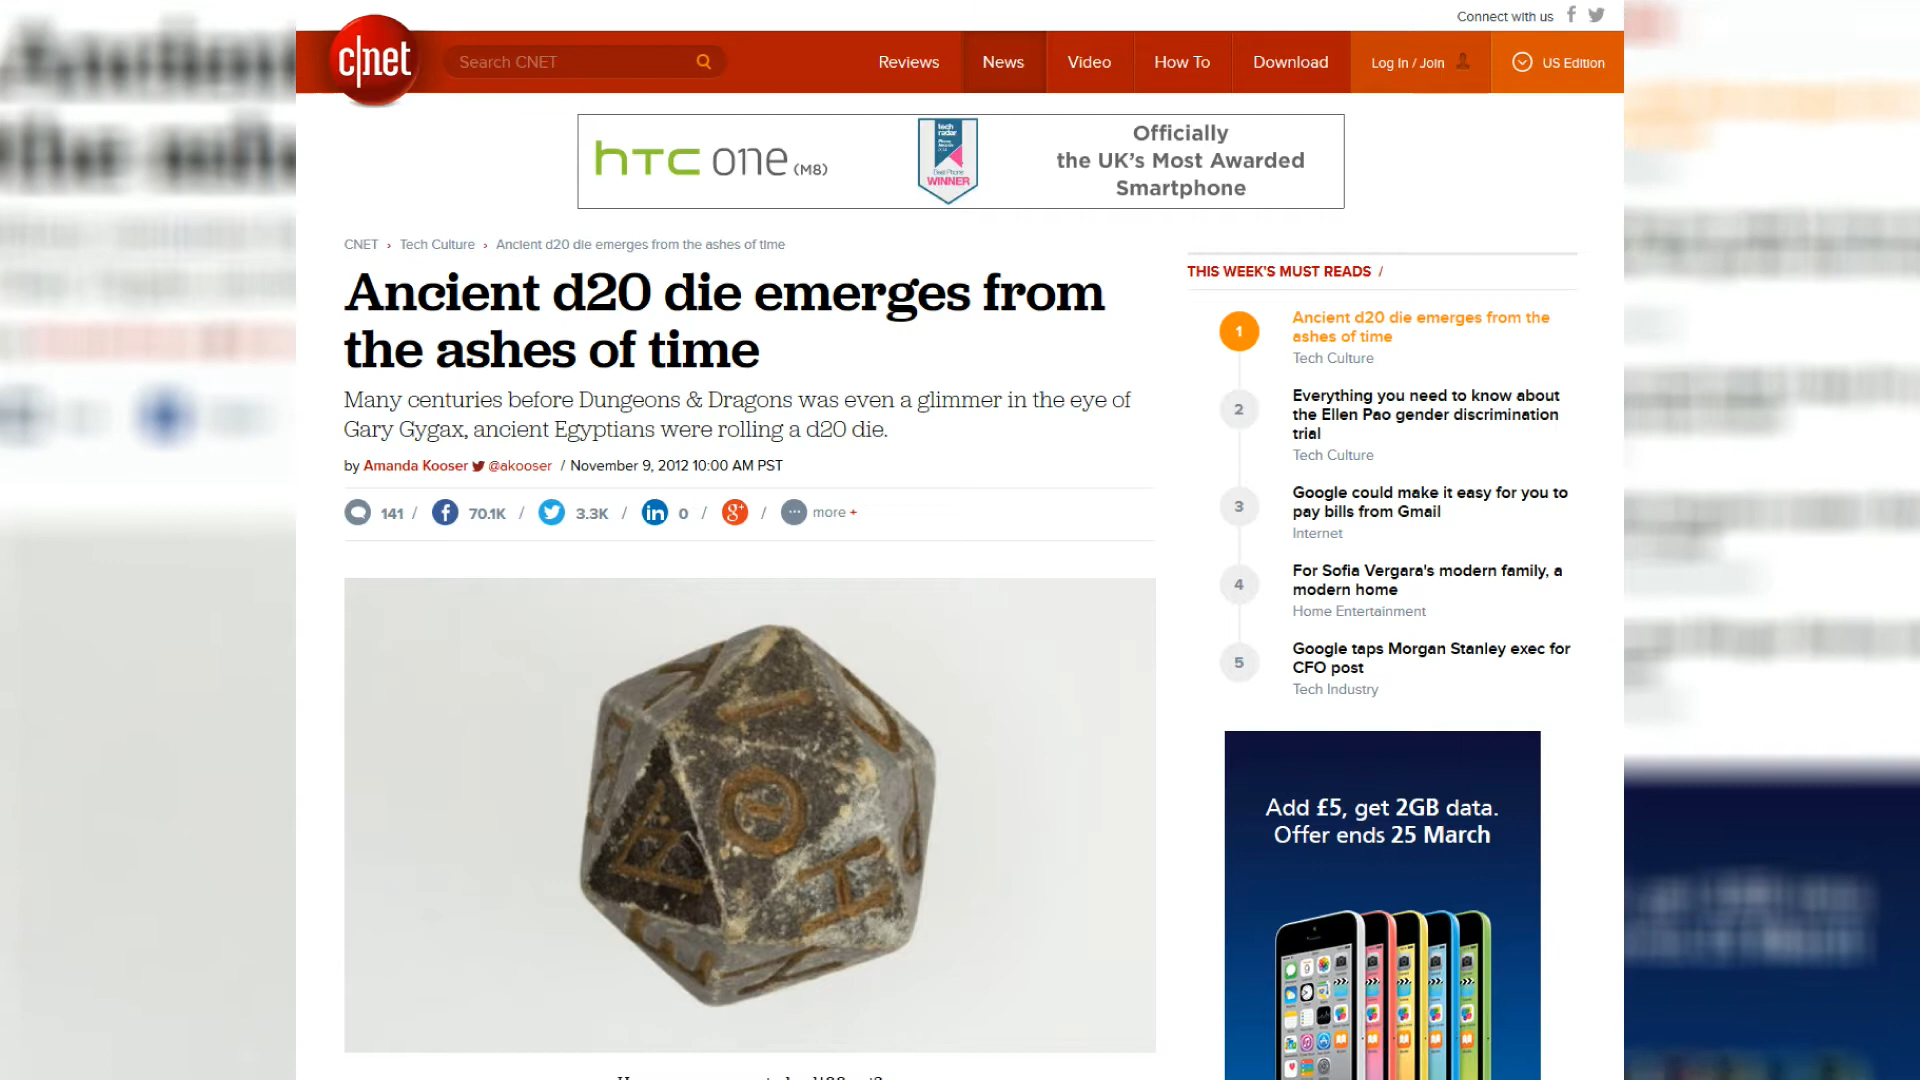 Connect with us
c|net
Search CNET
Reviews
News
Video
How To
Download
Log In / Join
US Edition
htc one (M8)
tech radar
WINNER
Officially
the UK's Most Awarded
Smartphone
CNET › Tech Culture › Ancient d20 die emerges from the ashes of time
Ancient d20 die emerges from
the ashes of time
Many centuries before Dungeons & Dragons was even a glimmer in the eye of
Gary Gygax, ancient Egyptians were rolling a d20 die.
by Amanda Kooser @akooser / November 9, 2012 10:00 AM PST
141 / 70.1K / 3.3K / in 0 / g+ / more +
THIS WEEK'S MUST READS /
1
Ancient d20 die emerges from the
ashes of time
Tech Culture
2
Everything you need to know about
the Ellen Pao gender discrimination
trial
Tech Culture
3
Google could make it easy for you to
pay bills from Gmail
Internet
4
For Sofia Vergara's modern family, a
modern home
Home Entertainment
5
Google taps Morgan Stanley exec for
CFO post
Tech Industry
Add £5, get 2GB data.
Offer ends 25 March
Θ
H